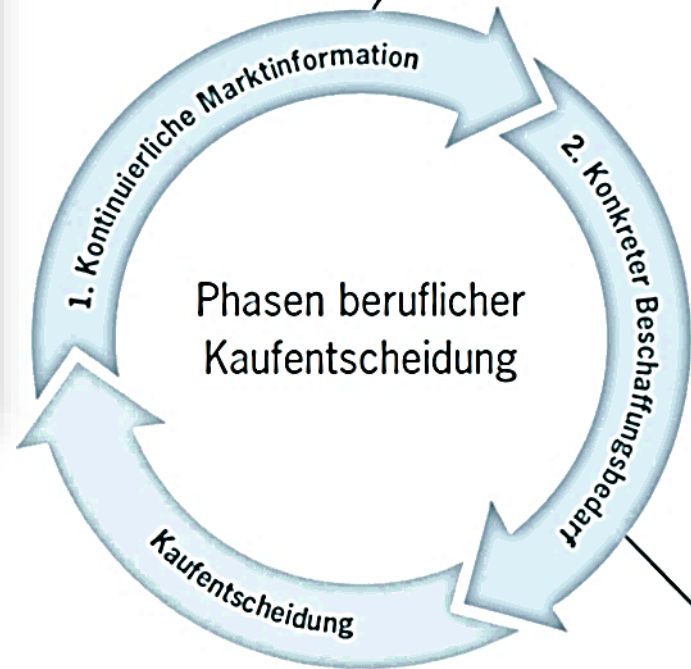 1. Kontinuierliche Marktinformation
2. Konkreter Beschaffungsbedarf
Phasen beruflicher
Kaufentscheidung
Kaufentscheidung